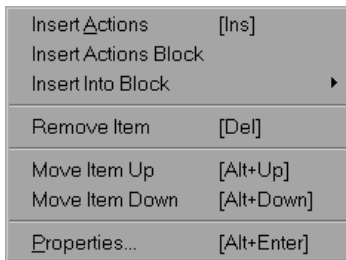 Insert Actions [Ins]
Insert Actions Block
Insert Into Block
Remove Item [Del]
Move Item Up [Alt+Up]
Move Item Down [Alt+Down]
Properties... [Alt+Enter]